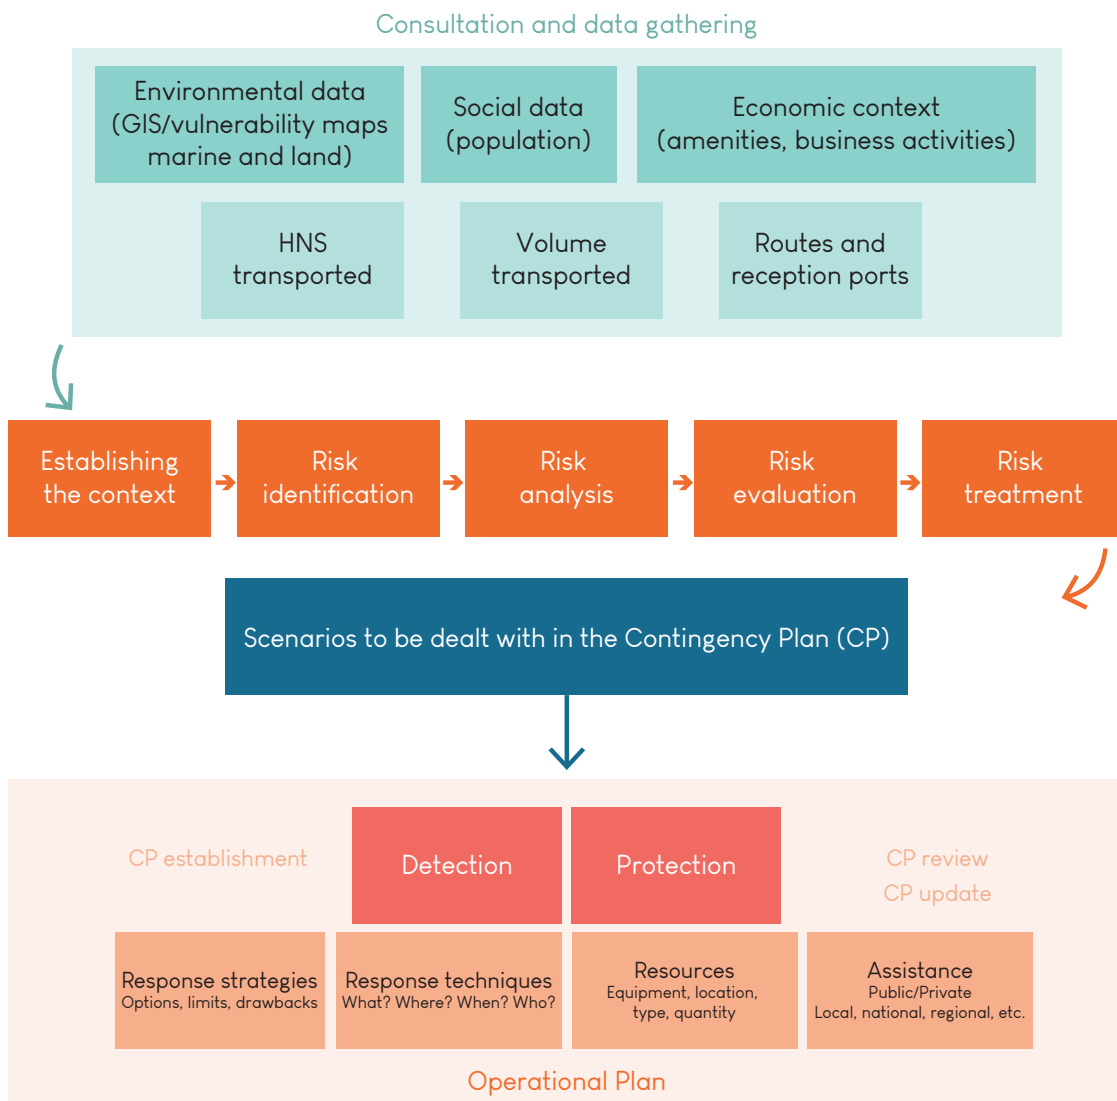 Consultation and data gathering
Environmental data
(GIS/vulnerability maps
marine and land)
Social data
(population)
Economic context
(amenities, business activities)
HNS
transported
Volume
transported
Routes and
reception ports
Establishing
the context
Risk
identification
Risk
analysis
Risk
evaluation
Risk
treatment
Scenarios to be dealt with in the Contingency Plan (CP)
CP establishment
Detection
Protection
CP review
CP update
Response strategies
Options, limits, drawbacks
Response techniques
What? Where? When? Who?
Resources
Equipment, location,
type, quantity
Assistance
Public/Private
Local, national, regional, etc.
Operational Plan